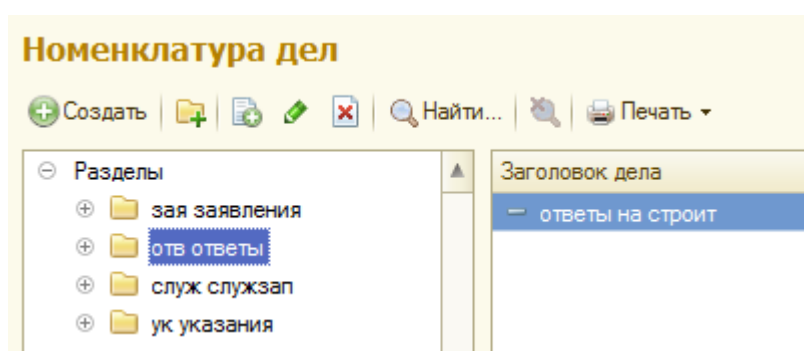 Номенклатура дел
Создать Найти... Печать
Разделы
зая заявления
отв ответы
служ служзап
ук указания
Заголовок дела
ответы на строит